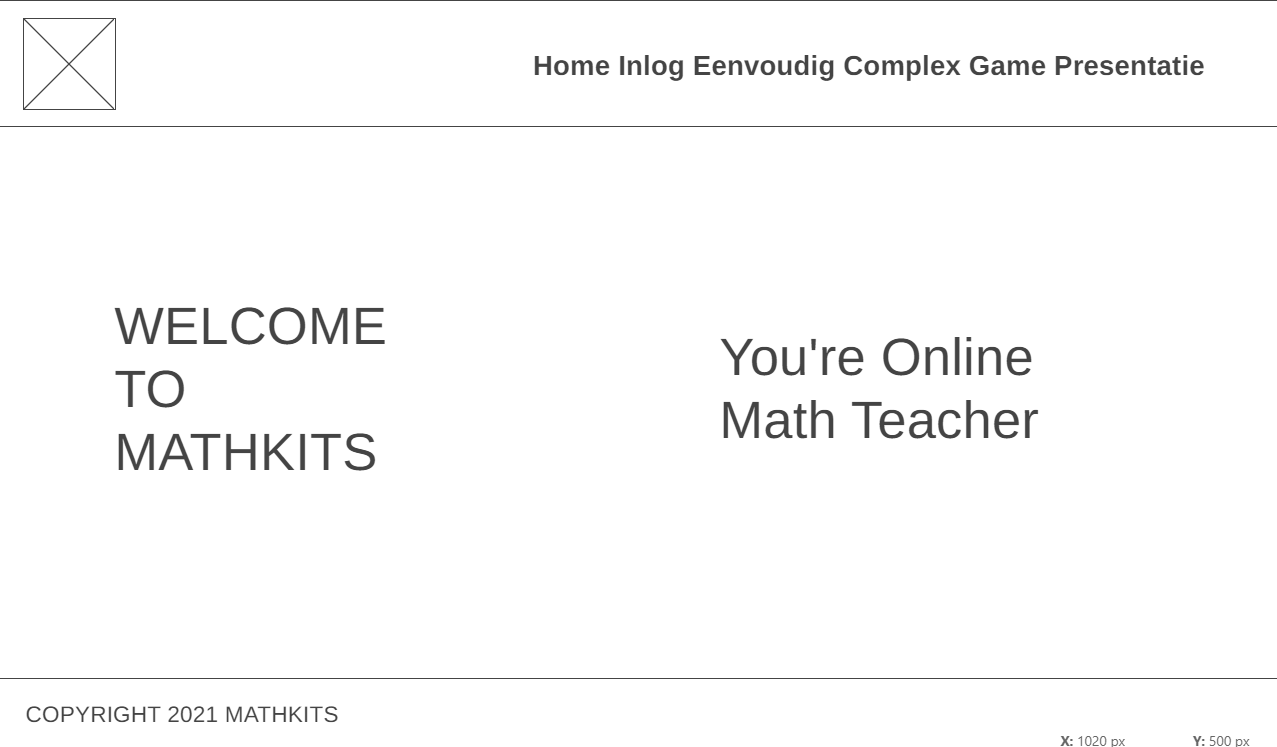 Home Inlog Eenvoudig Complex Game Presentatie
WELCOME
TO
MATHKITS
You're Online
Math Teacher
COPYRIGHT 2021 MATHKITS
X: 1020 px Y: 500 px